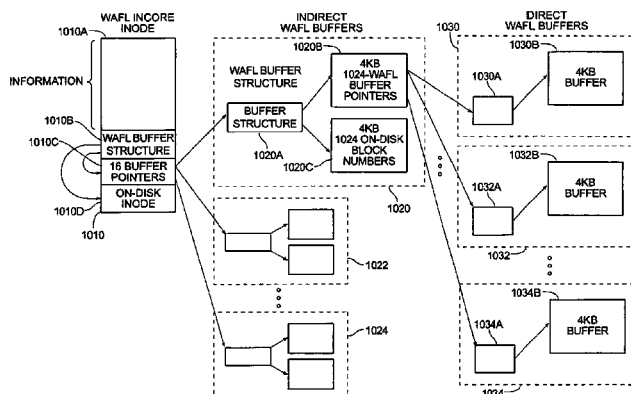 WAFL INCORE
INODE
1010A
INFORMATION
1010B
WAFL BUFFER
STRUCTURE
1010C
16 BUFFER
POINTERS
ON-DISK
INODE
1010D
1010
INDIRECT
WAFL BUFFERS
1020B
WAFL BUFFER
STRUCTURE
4KB
1024-WAFL
BUFFER
POINTERS
BUFFER
STRUCTURE
1020A
4KB
1024 ON-DISK
BLOCK
NUMBERS
1020C
1020
1022
1024
DIRECT
WAFL BUFFERS
1030
1030B
1030A
4KB
BUFFER
1032B
1032A
4KB
BUFFER
1032
1034B
1034A
4KB
BUFFER
1034